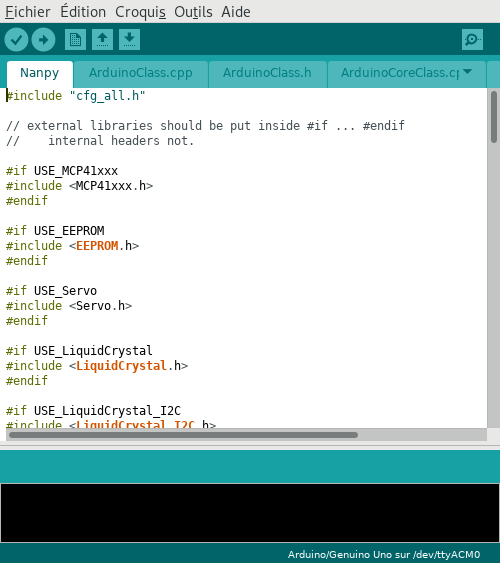 Fichier Édition Croquis Outils Aide
Nanpy ArduinoClass.cpp ArduinoClass.h ArduinoCoreClass.cp
#include "cfg_all.h"
// external libraries should be put inside #if ... #endif
//    internal headers not.
#if USE_MCP41xxx
#include <MCP41xxx.h>
#endif
#if USE_EEPROM
#include <EEPROM.h>
#endif
#if USE_Servo
#include <Servo.h>
#endif
#if USE_LiquidCrystal
#include <LiquidCrystal.h>
#endif
#if USE_LiquidCrystal_I2C
#include <LiquidCrystal_I2C.h>
Arduino/Genuino Uno sur /dev/ttyACM0